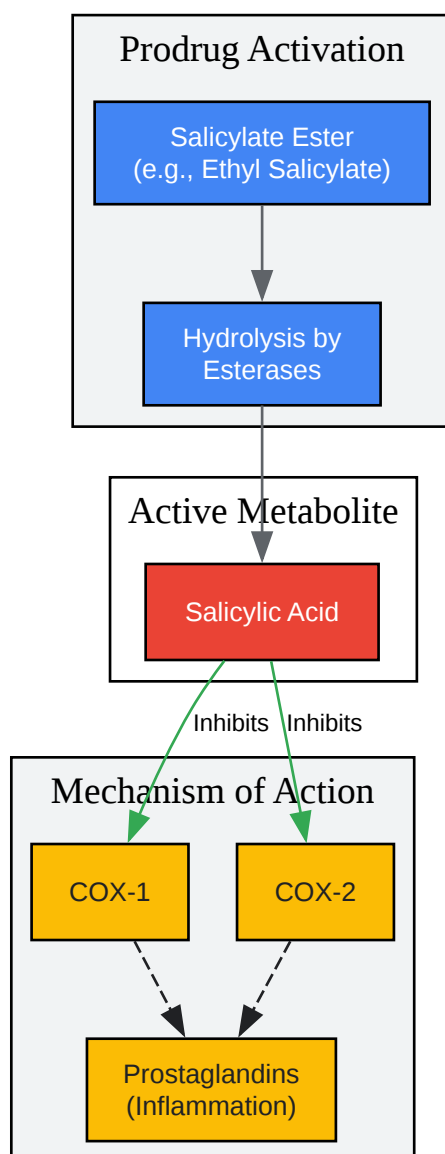 Prodrug Activation
Salicylate Ester
(e.g., Ethyl Salicylate)
Hydrolysis by
Esterases
Active Metabolite
Salicylic Acid
Inhibits
Inhibits
Mechanism of Action
COX-1
COX-2
Prostaglandins
(Inflammation)